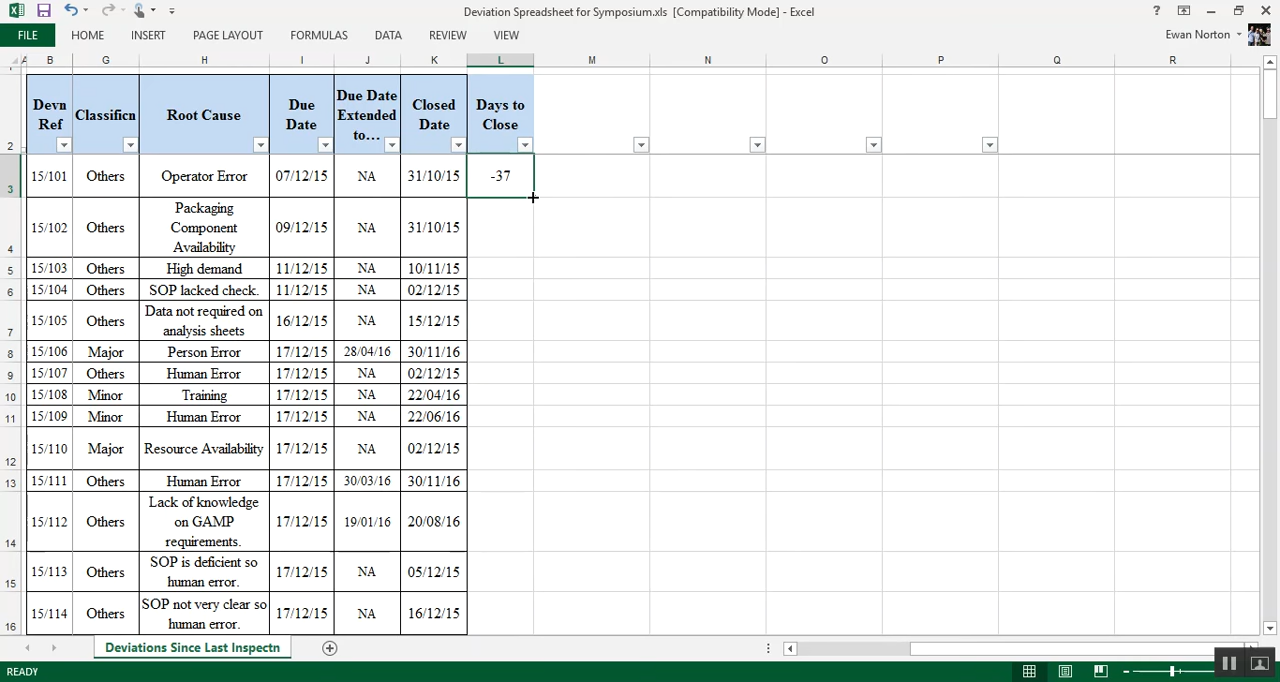 Deviation Spreadsheet for Symposium.xls [Compatibility Mode] - Excel
FILE HOME INSERT PAGE LAYOUT FORMULAS DATA REVIEW VIEW Ewan Norton
B G H I J K L M N O P Q R
2 Devn Ref Classificn Root Cause Due Date Due Date Extended to... Closed Date Days to Close
3 15/101 Others Operator Error 07/12/15 NA 31/10/15 -37
4 15/102 Others Packaging Component Availability 09/12/15 NA 31/10/15
5 15/103 Others High demand 11/12/15 NA 10/11/15
6 15/104 Others SOP lacked check. 11/12/15 NA 02/12/15
7 15/105 Others Data not required on analysis sheets 16/12/15 NA 15/12/15
8 15/106 Major Person Error 17/12/15 28/04/16 30/11/16
9 15/107 Others Human Error 17/12/15 NA 02/12/15
10 15/108 Minor Training 17/12/15 NA 22/04/16
11 15/109 Minor Human Error 17/12/15 NA 22/06/16
12 15/110 Major Resource Availability 17/12/15 NA 02/12/15
13 15/111 Others Human Error 17/12/15 30/03/16 30/11/16
14 15/112 Others Lack of knowledge on GAMP requirements. 17/12/15 19/01/16 20/08/16
15 15/113 Others SOP is deficient so human error. 17/12/15 NA 05/12/15
16 15/114 Others SOP not very clear so human error. 17/12/15 NA 16/12/15
Deviations Since Last Inspectn
READY